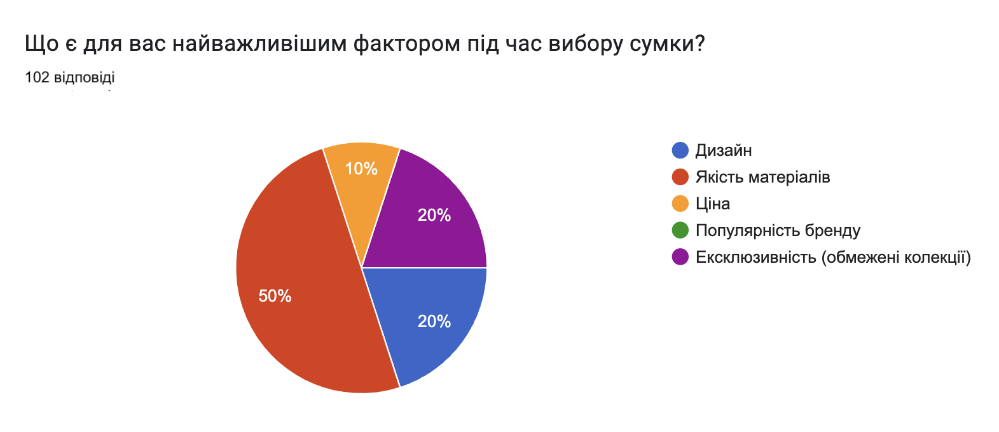 Що є для вас найважливішим фактором під час вибору сумки?
102 відповіді
10%
20%
50%
20%
Дизайн
Якість матеріалів
Ціна
Популярність бренду
Ексклюзивність (обмежені колекції)